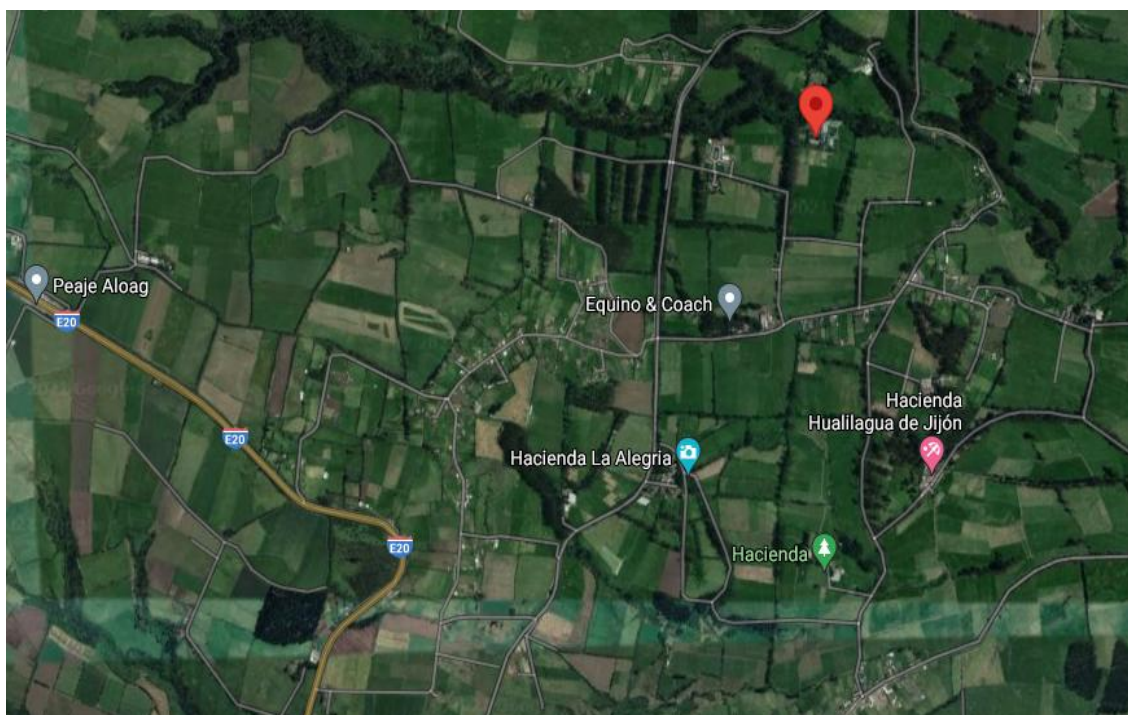 Peaje Aloag
E20
Equino & Coach
Hacienda
Hualilagua de Jijón
E20
Hacienda La Alegria
E20
Hacienda